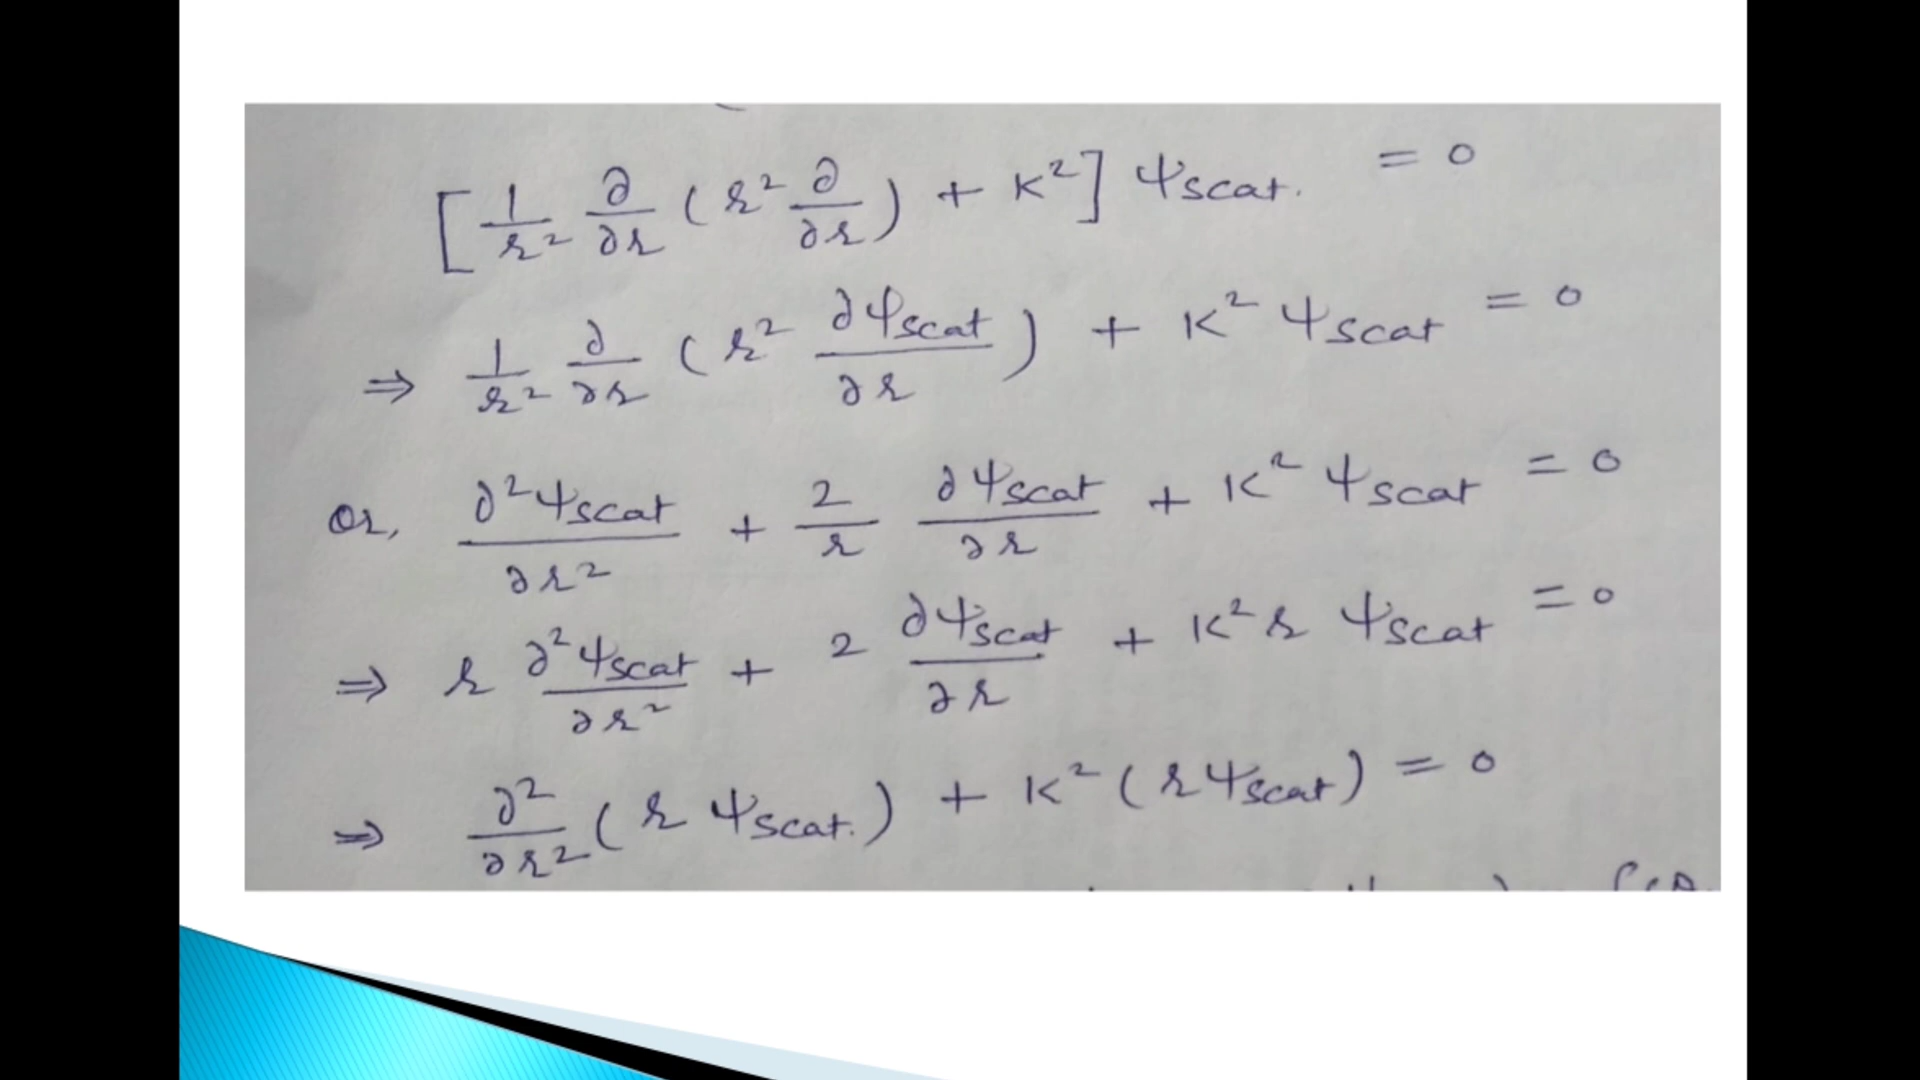 [1/r² ∂/∂r (r² ∂/∂r) + K²] Ψscat. = 0
⇒ 1/r² ∂/∂r (r² ∂Ψscat/∂r) + K² Ψscat = 0
or, ∂²Ψscat/∂r² + 2/r ∂Ψscat/∂r + K² Ψscat = 0
⇒ r ∂²Ψscat/∂r² + 2 ∂Ψscat/∂r + K² r Ψscat = 0
⇒ ∂²/∂r² (r Ψscat.) + K² (r Ψscat) = 0